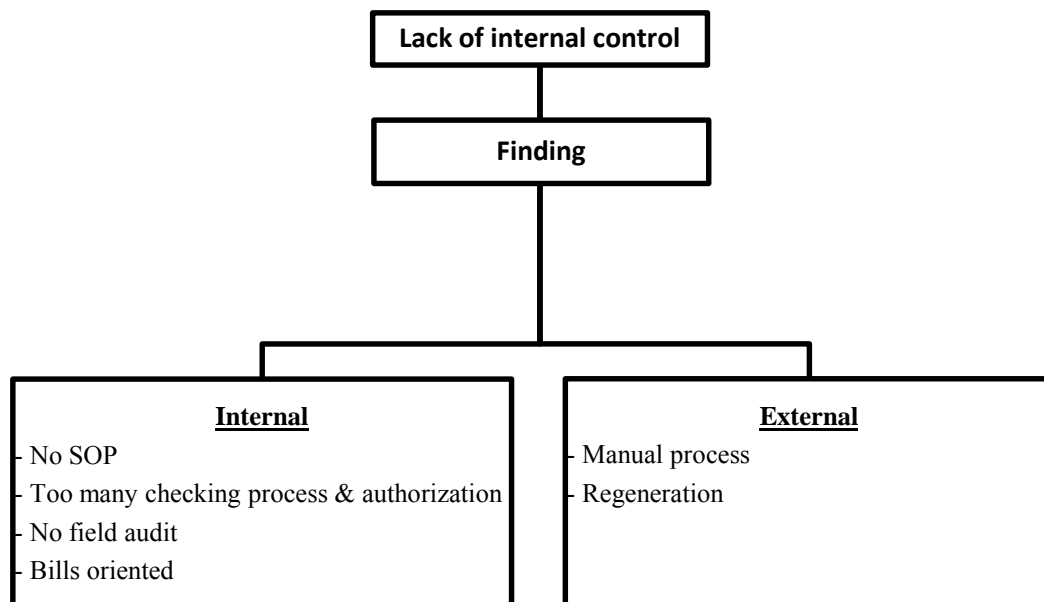 Lack of internal control
Finding
Internal
- No SOP
- Too many checking process & authorization
- No field audit
- Bills oriented
External
- Manual process
- Regeneration